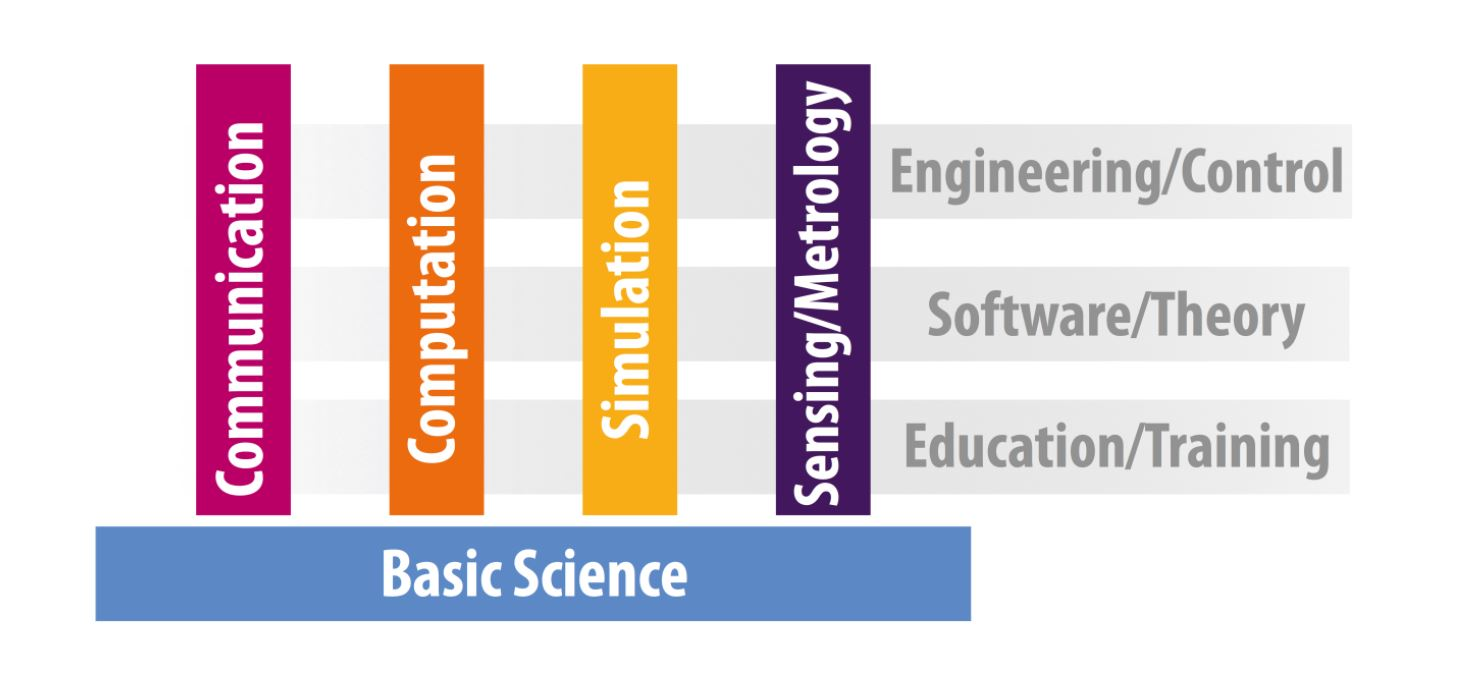 Communication
Computation
Simulation
Sensing/Metrology
Engineering/Control
Software/Theory
Education/Training
Basic Science